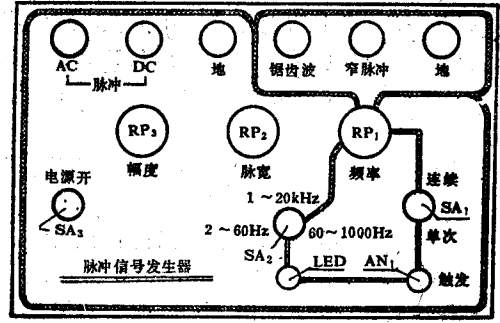 AC DC 地 锯齿波 窄脉冲 地
脉冲
RP₃ RP₂ RP₁
幅度 脉宽 频率
电源开
SA₃
1～20kHz
2～60Hz 60～1000Hz
SA₂
连续
SA₁
单次
LED AN₁
触发
脉冲信号发生器